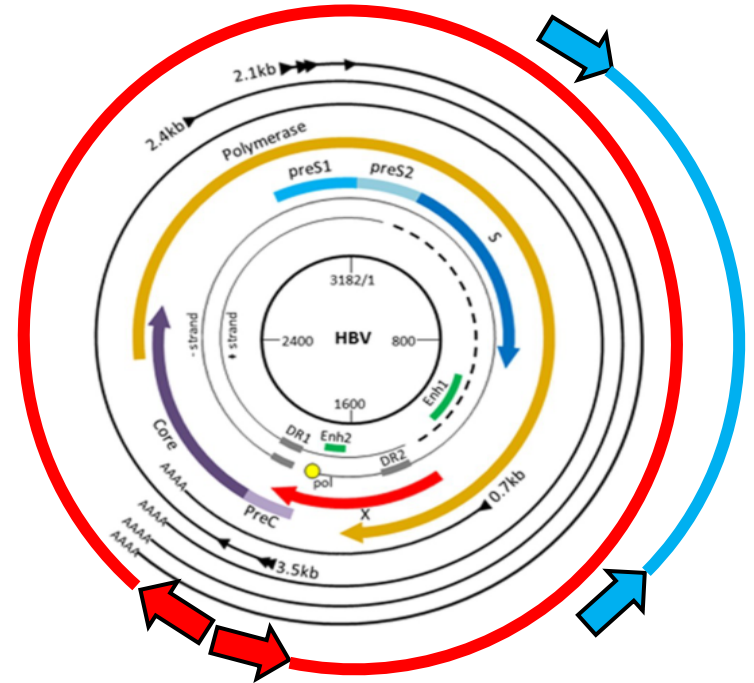 2.1kb
2.4kb
Polymerase
preS1
preS2
S
3182/1
- strand
+ strand
2400
HBV
800
1600
Enh1
DR1
Enh2
DR2
pol
Core
PreC
X
0.7kb
3.5kb
AAAA
AAAA
AAAA
AAAA